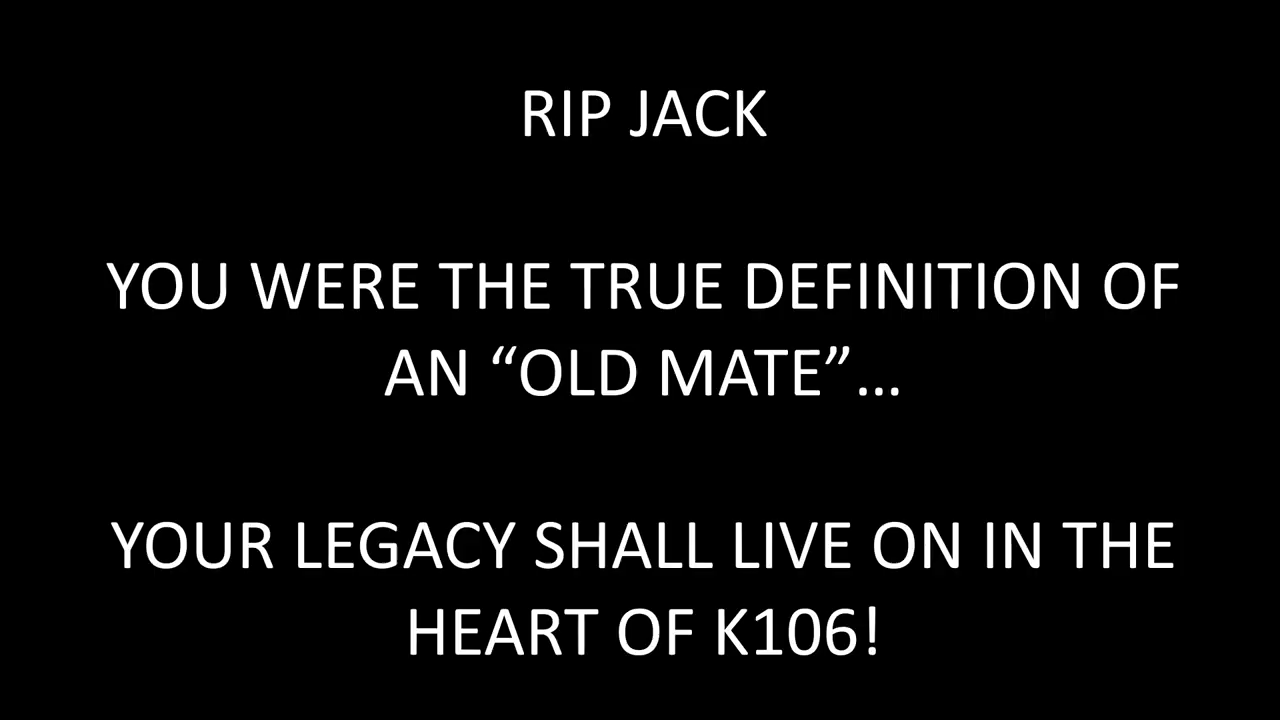 RIP JACK
YOU WERE THE TRUE DEFINITION OF
AN “OLD MATE”...
YOUR LEGACY SHALL LIVE ON IN THE
HEART OF K106!